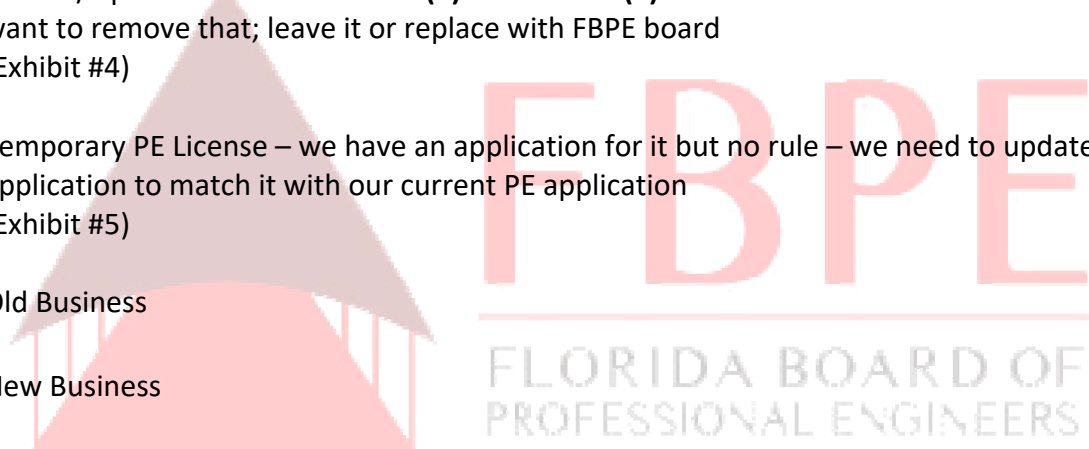 want to remove that; leave it or replace with FBPE board
Exhibit #4)
emporary PE License – we have an application for it but no rule – we need to update
pplication to match it with our current PE application
Exhibit #5)
Old Business
New Business
FBPE
FLORIDA BOARD OF
PROFESSIONAL ENGINEERS